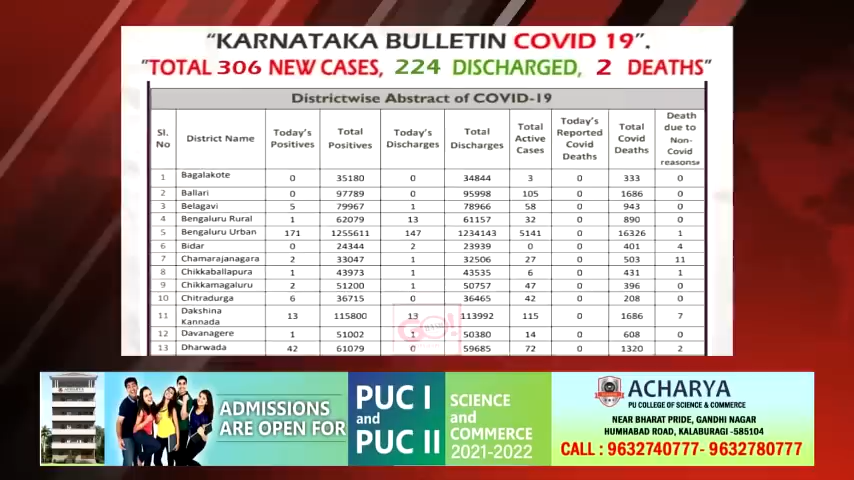 “KARNATAKA BULLETIN COVID 19”.
“TOTAL 306 NEW CASES, 224 DISCHARGED, 2 DEATHS”
Districtwise Abstract of COVID-19
Sl. No District Name Today's Positives Total Positives Today's Discharges Total Discharges Total Active Cases Today's Reported Covid Deaths Total Covid Deaths Death due to Non-Covid reasons#
1 Bagalakote 0 35180 0 34844 3 0 333 0
2 Ballari 0 97789 0 95998 105 0 1686 0
3 Belagavi 5 79967 1 78966 58 0 943 0
4 Bengaluru Rural 1 62079 13 61157 32 0 890 0
5 Bengaluru Urban 171 1255611 147 1234143 5141 0 16326 1
6 Bidar 0 24344 2 23939 0 0 401 4
7 Chamarajanagara 2 33047 1 32506 27 0 503 11
8 Chikkaballapura 1 43973 1 43535 6 0 431 1
9 Chikkamagaluru 2 51200 1 50757 47 0 396 0
10 Chitradurga 6 36715 0 36465 42 0 208 0
11 Dakshina Kannada 13 115800 13 113992 115 0 1686 7
12 Davanagere 1 51002 1 50380 14 0 608 0
13 Dharwada 42 61079 0 59685 72 0 1320 2
GO!
ADMISSIONS
ARE OPEN FOR
PUC I
and
PUC II
SCIENCE
and
COMMERCE
2021-2022
ACHARYA
PU COLLEGE OF SCIENCE & COMMERCE
NEAR BHARAT PRIDE, GANDHI NAGAR
HUMHABAD ROAD, KALABURAGI -585104
CALL : 9632740777- 9632780777